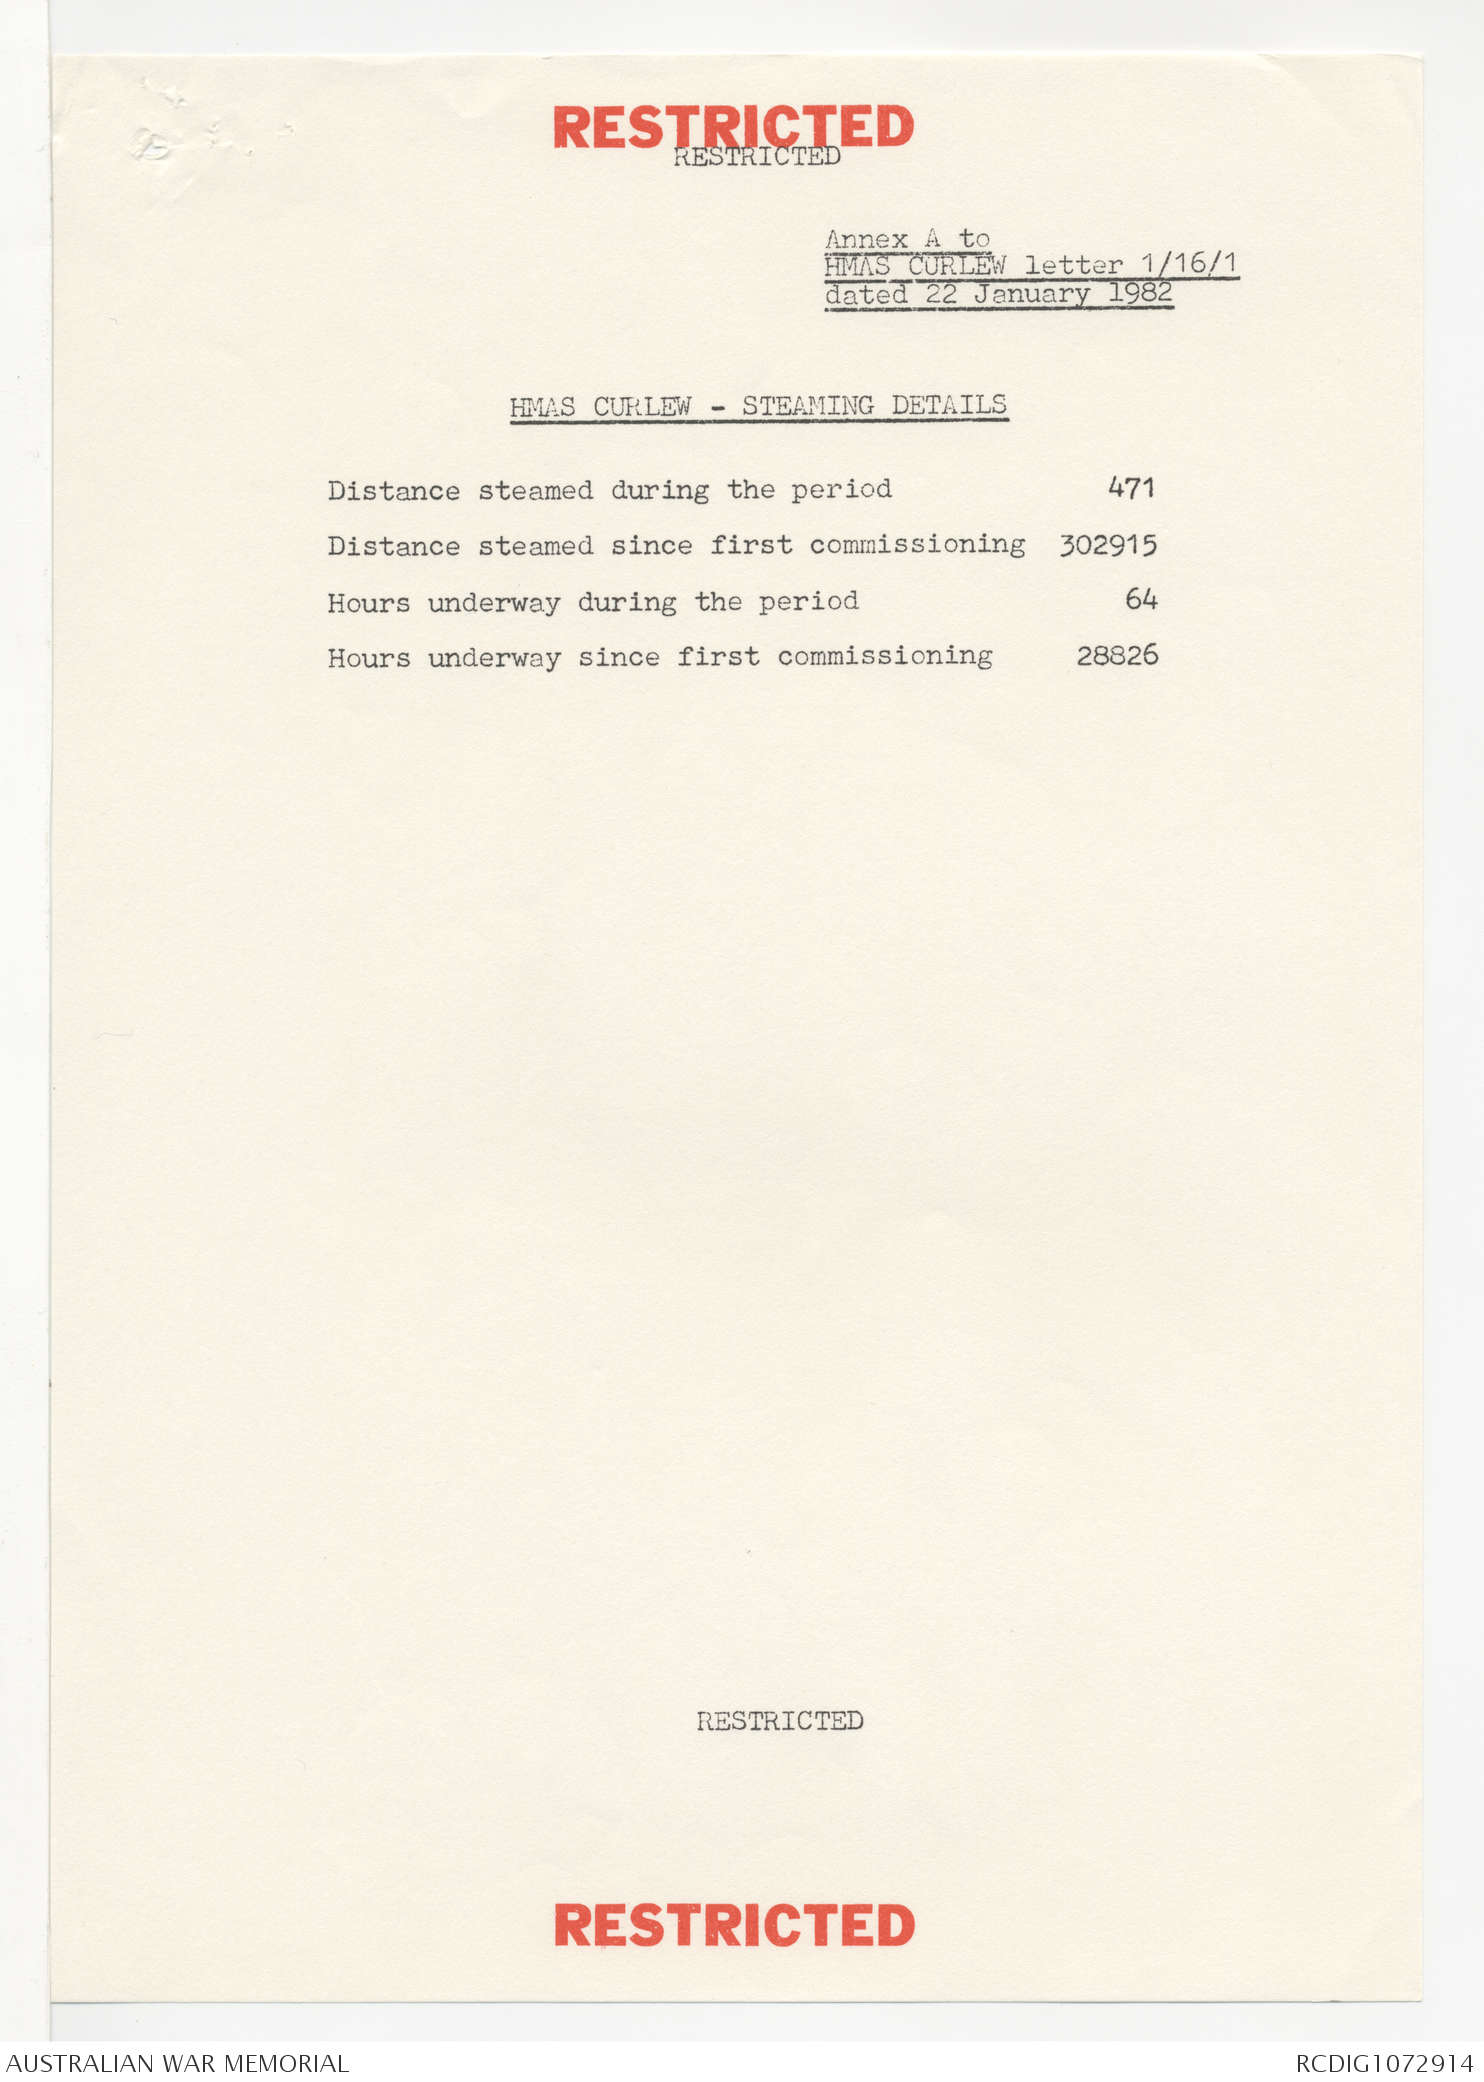 RESTRICTED
RESTRICTED
Annex A to
HMAS CURLEW letter 1/16/1
dated 22 January 1982
HMAS CURLEW - STEAMING DETAILS
Distance steamed during the period 471
Distance steamed since first commissioning 302915
Hours underway during the period 64
Hours underway since first commissioning 28826
RESTRICTED
RESTRICTED
AUSTRALIAN WAR MEMORIAL RCDIG1072914